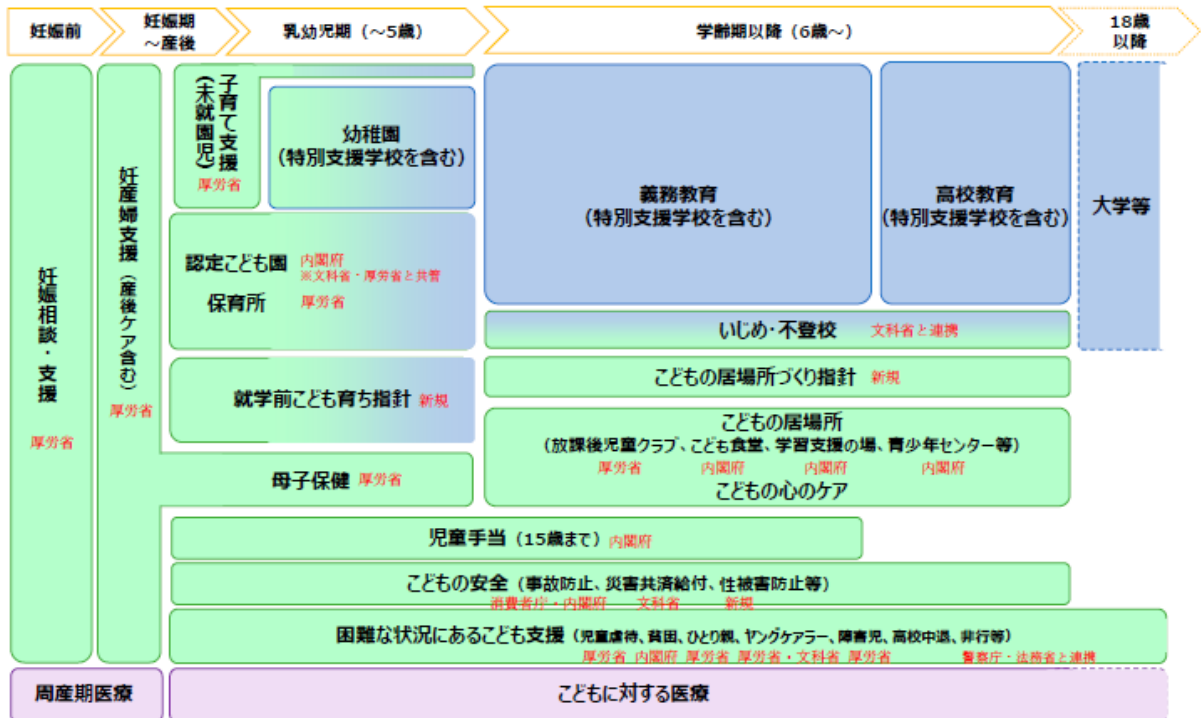 妊娠前
妊娠期
～産後
乳幼児期（～5歳）
学齢期以降（6歳～）
18歳
以降
妊娠相談・支援
厚労省
妊産婦支援（産後ケア含む）
厚労省
子育て支援
（未就園児）
厚労省
幼稚園
（特別支援学校を含む）
認定こども園 内閣府
※文科省・厚労省と共管
保育所 厚労省
就学前こども育ち指針 新規
母子保健 厚労省
義務教育
（特別支援学校を含む）
高校教育
（特別支援学校を含む）
大学等
いじめ・不登校 文科省と連携
こどもの居場所づくり指針 新規
こどもの居場所
（放課後児童クラブ、こども食堂、学習支援の場、青少年センター等）
厚労省 内閣府 内閣府 内閣府
こどもの心のケア
児童手当（15歳まで）内閣府
こどもの安全（事故防止、災害共済給付、性被害防止等）
消費者庁・内閣府 文科省 新規
困難な状況にあるこども支援（児童虐待、貧困、ひとり親、ヤングケアラー、障害児、高校中退、非行等）
厚労省 内閣府 厚労省 厚労省・文科省 厚労省 警察庁・法務省と連携
周産期医療
こどもに対する医療